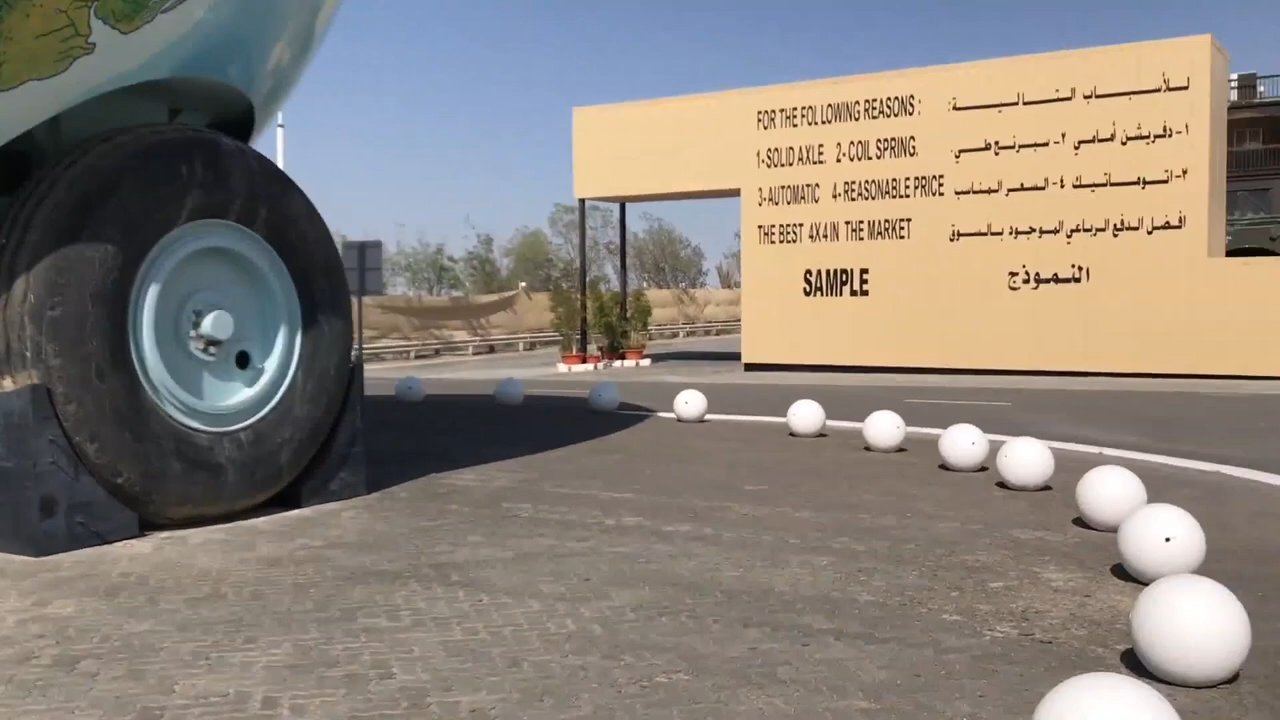 FOR THE FOLLOWING REASONS :
1-SOLID AXLE. 2-COIL SPRING.
3-AUTOMATIC 4-REASONABLE PRICE
THE BEST 4X4 IN THE MARKET
SAMPLE
للأسباب التالية :
١- دفريشن أمامي ٢- سبرنج طي.
٣- اتوماتيك ٤- السعر المناسب
افضل الدفع الرباعي الموجود بالسوق
النموذج